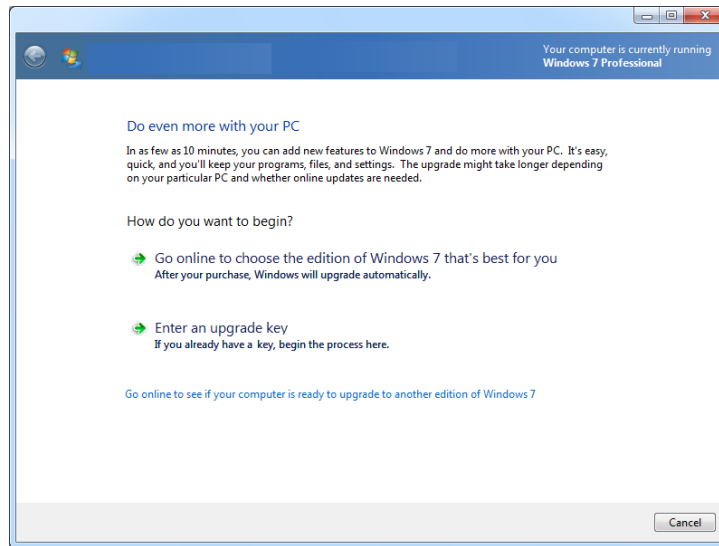 Your computer is currently running
Windows 7 Professional
Do even more with your PC
In as few as 10 minutes, you can add new features to Windows 7 and do more with your PC. It's easy,
quick, and you'll keep your programs, files, and settings. The upgrade might take longer depending
on your particular PC and whether online updates are needed.
How do you want to begin?
Go online to choose the edition of Windows 7 that's best for you
After your purchase, Windows will upgrade automatically.
Enter an upgrade key
If you already have a key, begin the process here.
Go online to see if your computer is ready to upgrade to another edition of Windows 7
Cancel